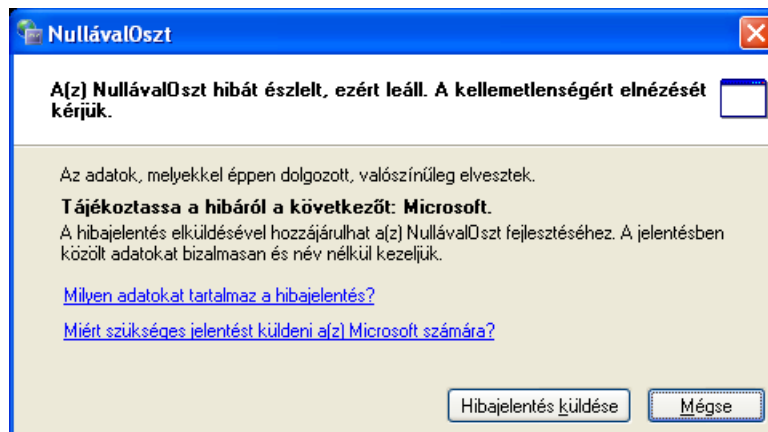 NullávalOszt
A(z) NullávalOszt hibát észlelt, ezért leáll. A kellemetlenségért elnézését
kérjük.
Az adatok, melyekkel éppen dolgozott, valószínűleg elvesztek.
Tájékoztassa a hibáról a következőt: Microsoft.
A hibajelentés elküldésével hozzájárulhat a(z) NullávalOszt fejlesztéséhez. A jelentésben
közölt adatokat bizalmasan és név nélkül kezeljük.
Milyen adatokat tartalmaz a hibajelentés?
Miért szükséges jelentést küldeni a(z) Microsoft számára?
Hibajelentés küldése
Mégse